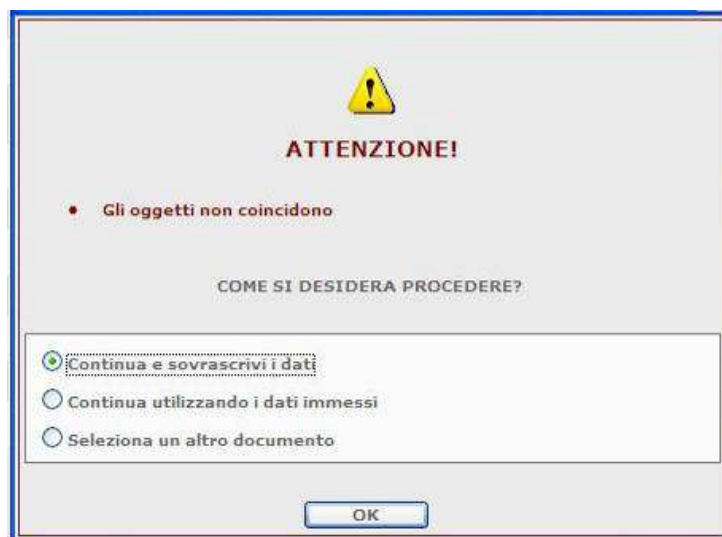 ATTENZIONE!
• Gli oggetti non coincidono
COME SI DESIDERA PROCEDERE?
Continua e sovrascrivi i dati
Continua utilizzando i dati immessi
Seleziona un altro documento
OK